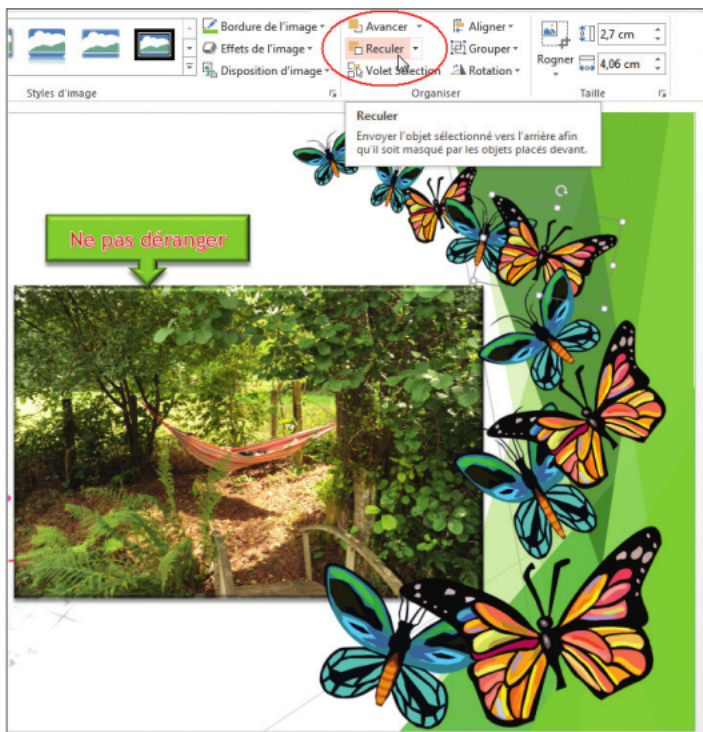 Bordure de l'image
Avancer
Aligner
2,7 cm
Effets de l'image
Reculer
Grouper
Rogner
4,06 cm
Disposition d'image
Volet Sélection
Rotation
Styles d'image
Organiser
Taille
Reculer
Envoyer l'objet sélectionné vers l'arrière afin
qu'il soit masqué par les objets placés devant.
Ne pas déranger